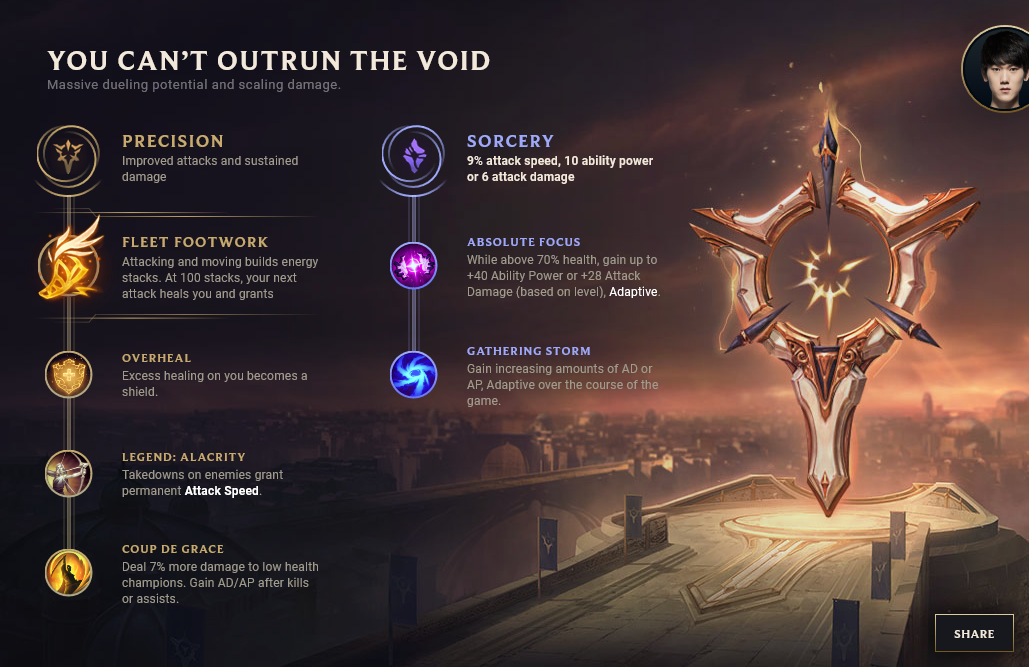 YOU CAN'T OUTRUN THE VOID
Massive dueling potential and scaling damage.
PRECISION
Improved attacks and sustained
damage
FLEET FOOTWORK
Attacking and moving builds energy
stacks. At 100 stacks, your next
attack heals you and grants
OVERHEAL
Excess healing on you becomes a
shield.
LEGEND: ALACRITY
Takedowns on enemies grant
permanent Attack Speed.
COUP DE GRACE
Deal 7% more damage to low health
champions. Gain AD/AP after kills
or assists.
SORCERY
9% attack speed, 10 ability power
or 6 attack damage
ABSOLUTE FOCUS
While above 70% health, gain up to
+40 Ability Power or +28 Attack
Damage (based on level), Adaptive.
GATHERING STORM
Gain increasing amounts of AD or
AP, Adaptive over the course of the
game.
SHARE